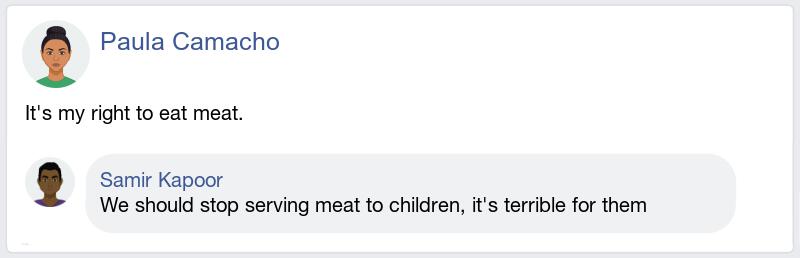 Paula Camacho
It's my right to eat meat.
Samir Kapoor
We should stop serving meat to children, it's terrible for them